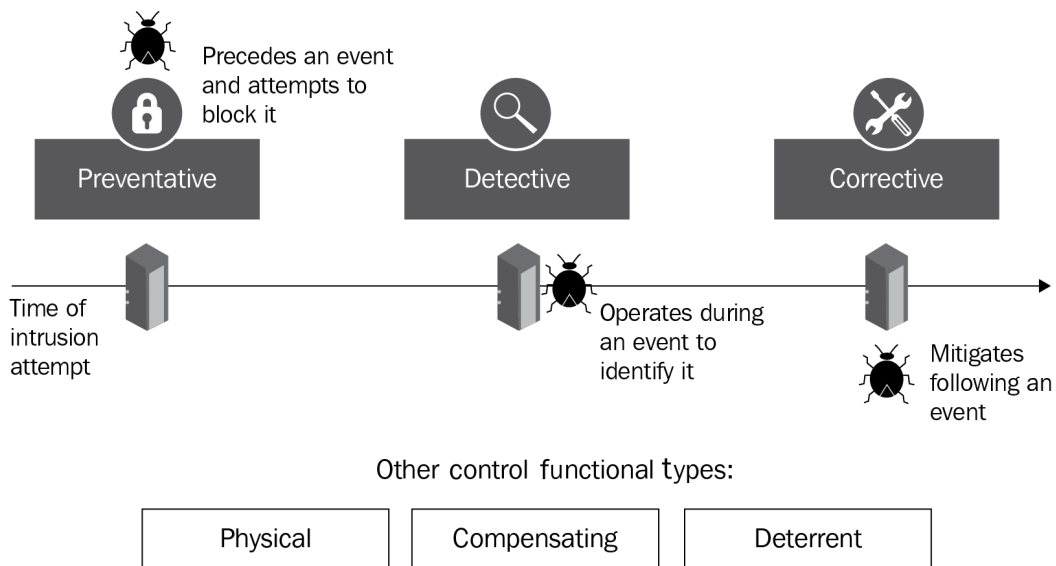 Precedes an event
and attempts to
block it
Preventative
Detective
Corrective
Time of
intrusion
attempt
Operates during
an event to
identify it
Mitigates
following an
event
Other control functional types:
Physical
Compensating
Deterrent